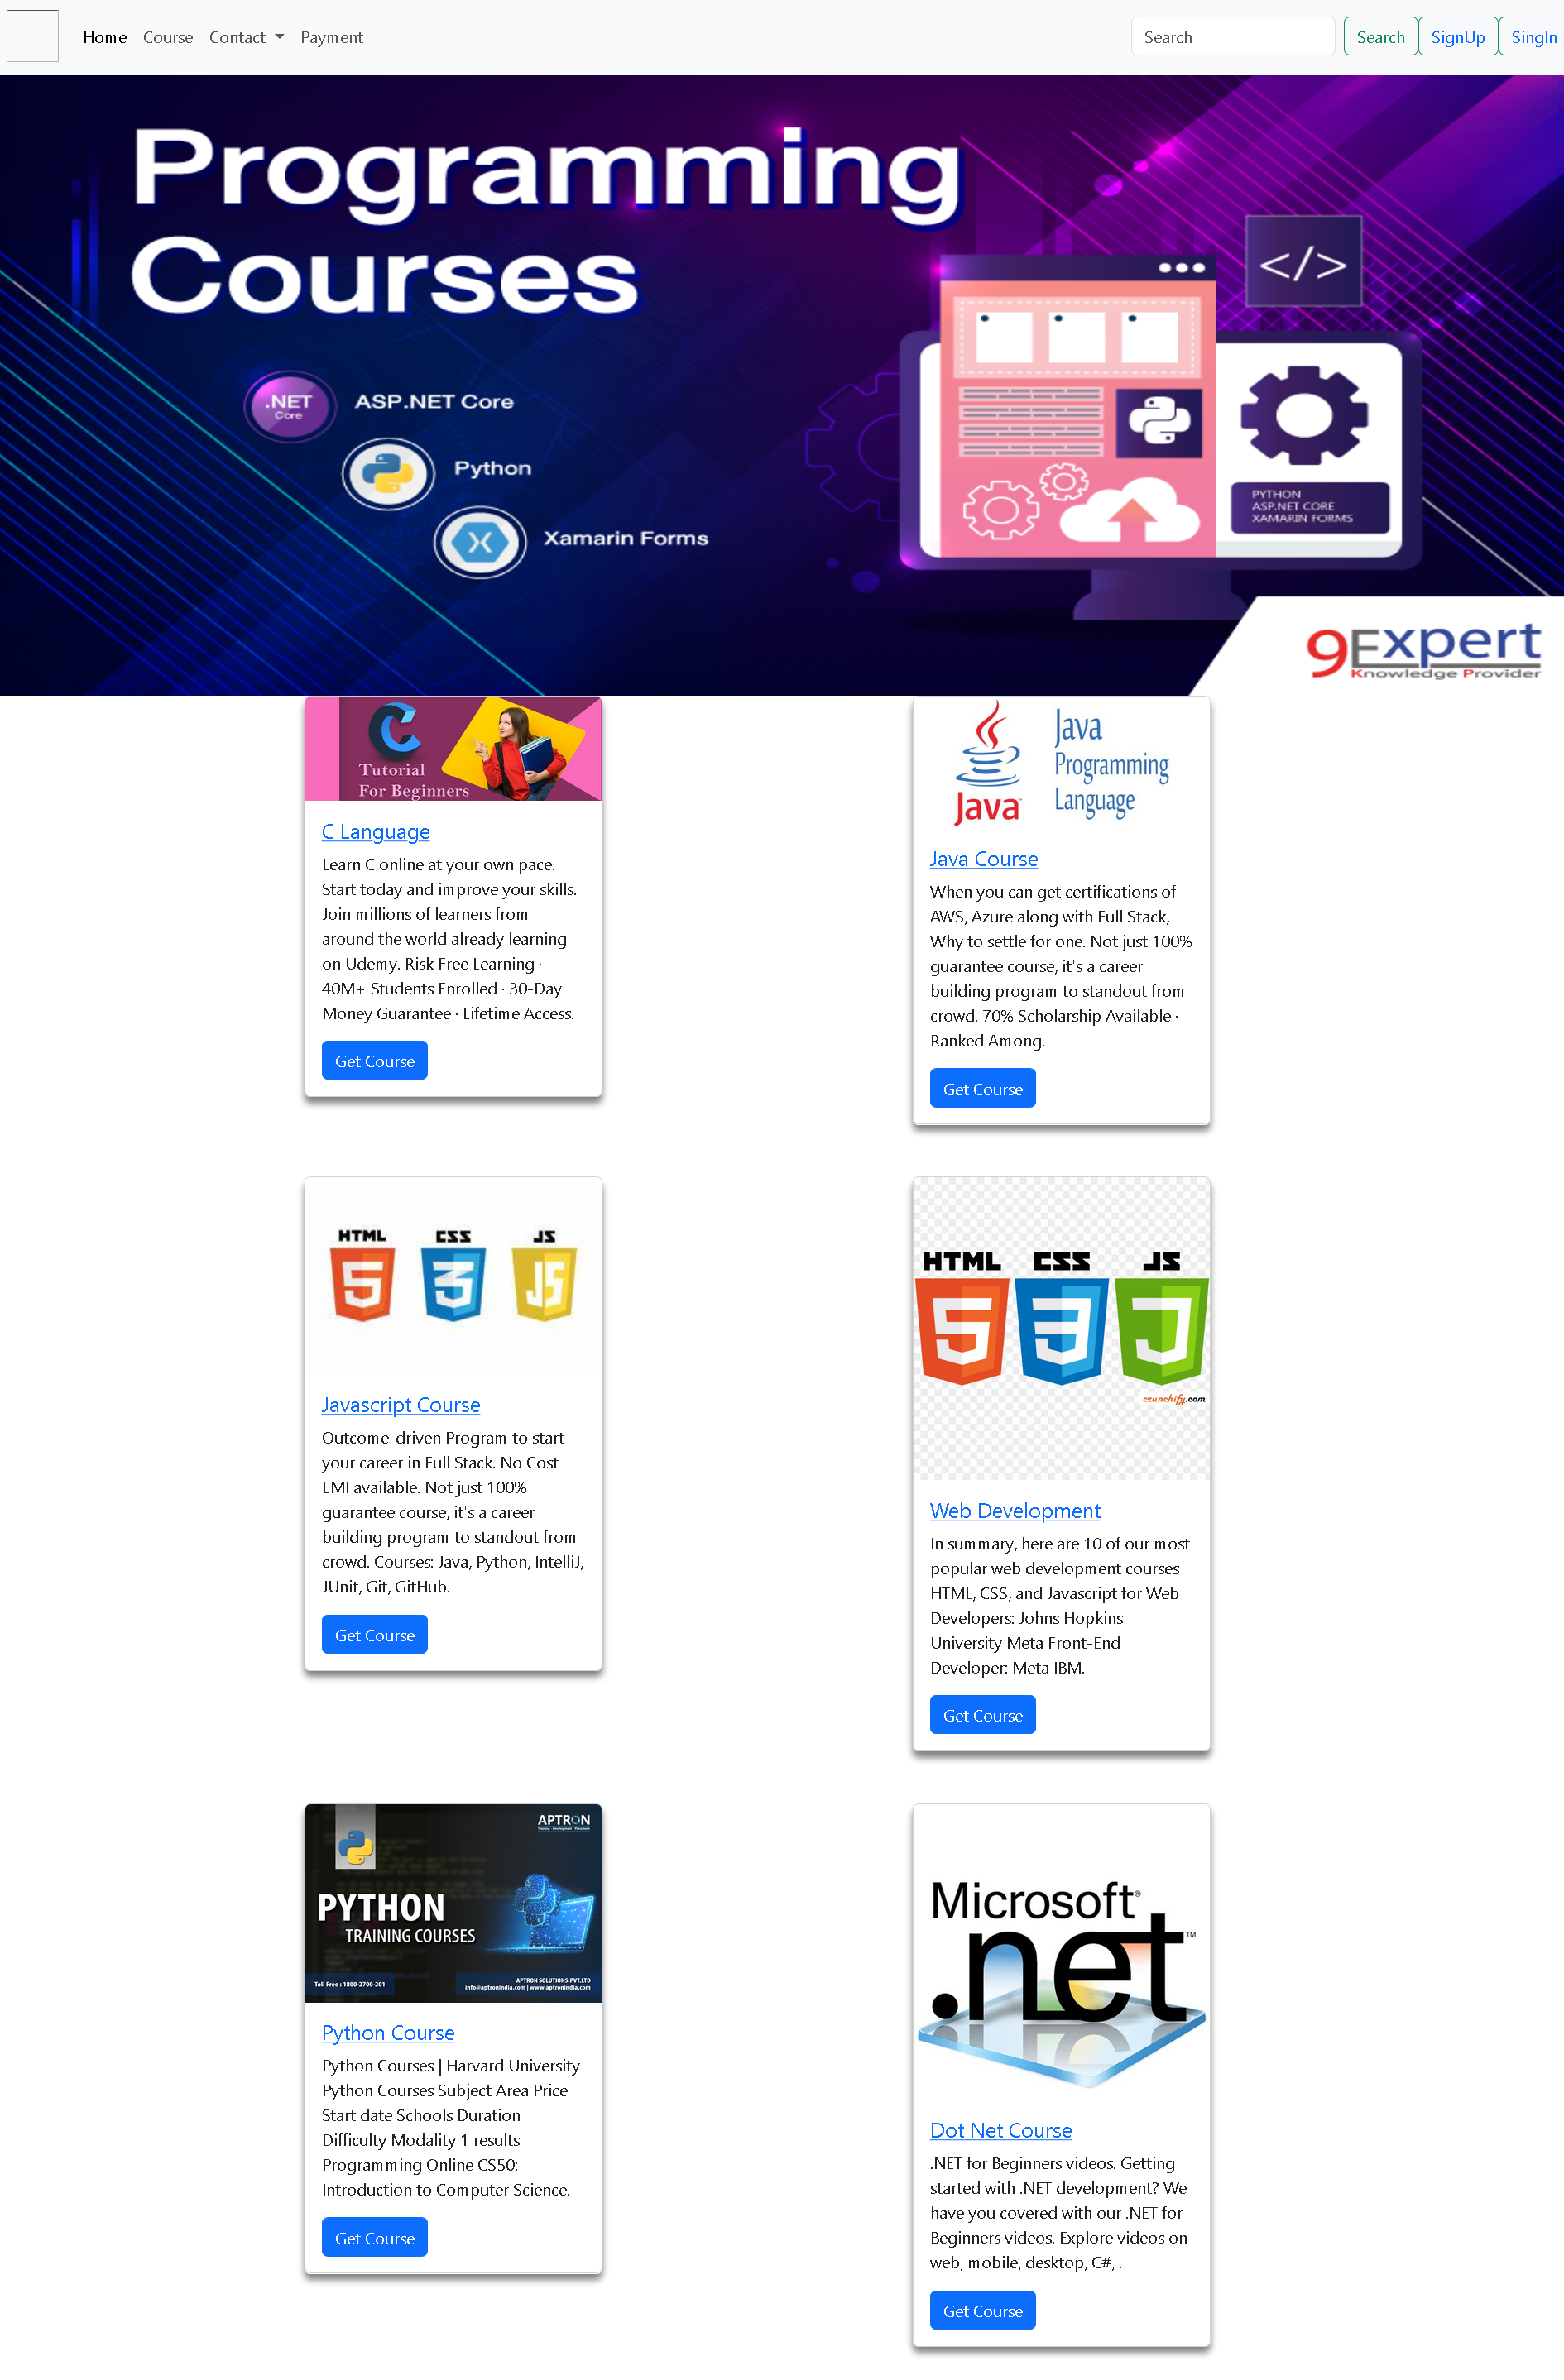 Home Course Contact Payment Search Search SignUp SingIn
Programming
Courses
</>
.NET
Core
ASP.NET Core
Python
Xamarin Forms
PYTHON
ASP.NET CORE
XAMARIN FORMS
9Expert
Knowledge Provider
C
Tutorial
For Beginners
C Language
Learn C online at your own pace.
Start today and improve your skills.
Join millions of learners from
around the world already learning
on Udemy. Risk Free Learning ·
40M+ Students Enrolled · 30-Day
Money Guarantee · Lifetime Access.
Get Course
Java
Java
Programming
Language
Java Course
When you can get certifications of
AWS, Azure along with Full Stack,
Why to settle for one. Not just 100%
guarantee course, it's a career
building program to standout from
crowd. 70% Scholarship Available ·
Ranked Among.
Get Course
HTML CSS JS
5 3 JS
Javascript Course
Outcome-driven Program to start
your career in Full Stack. No Cost
EMI available. Not just 100%
guarantee course, it's a career
building program to standout from
crowd. Courses: Java, Python, IntelliJ,
JUnit, Git, GitHub.
Get Course
HTML CSS JS
5 3 J
crunchify.com
Web Development
In summary, here are 10 of our most
popular web development courses
HTML, CSS, and Javascript for Web
Developers: Johns Hopkins
University Meta Front-End
Developer: Meta IBM.
Get Course
APTRON
Training Development Placement
PYTHON
TRAINING COURSES
Toll Free : 1800-2700-201
APTRON SOLUTIONS.PVT.LTD
info@aptronindia.com | www.aptronindia.com
Python Course
Python Courses | Harvard University
Python Courses Subject Area Price
Start date Schools Duration
Difficulty Modality 1 results
Programming Online CS50:
Introduction to Computer Science.
Get Course
Microsoft®
.net™
Dot Net Course
.NET for Beginners videos. Getting
started with .NET development? We
have you covered with our .NET for
Beginners videos. Explore videos on
web, mobile, desktop, C#, .
Get Course